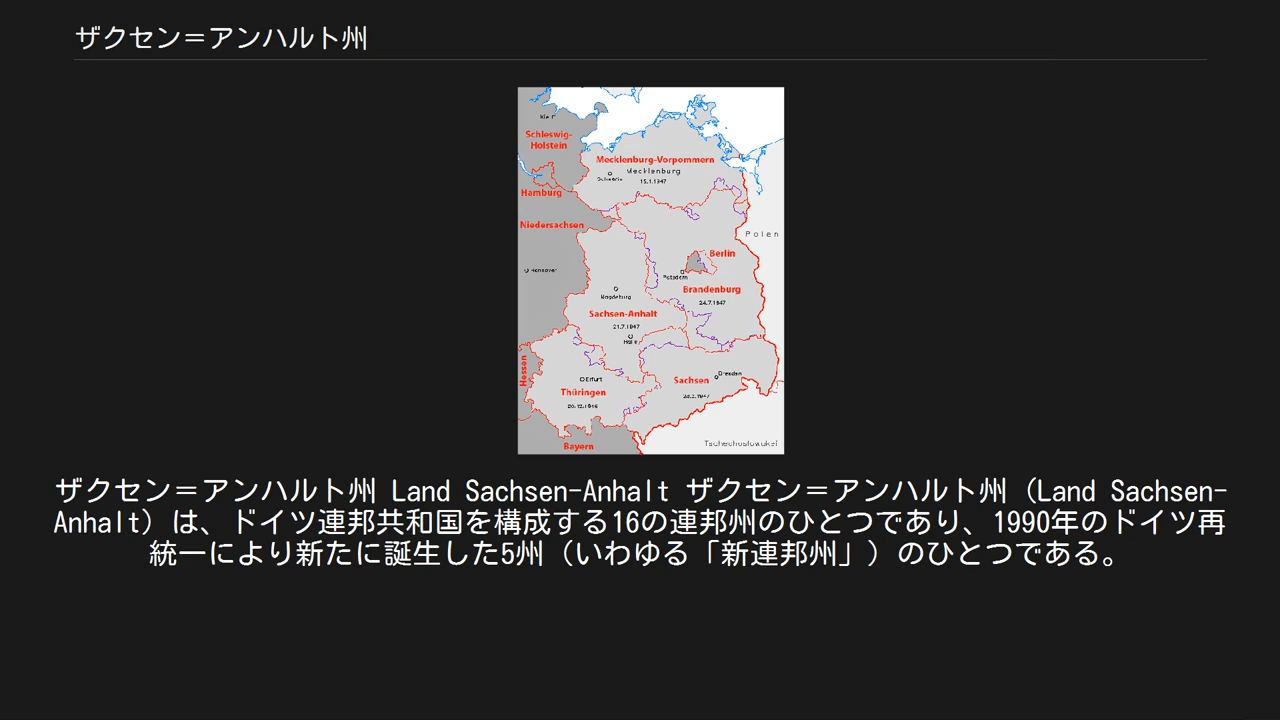 ザクセン＝アンハルト州
Kiel
Schleswig-
Holstein
Mecklenburg-Vorpommern
Mecklenburg
Schwerin
15.1.1947
Hamburg
Niedersachsen
Polen
Berlin
Hannover
Potsdam
Brandenburg
24.7.1947
Magdeburg
Sachsen-Anhalt
21.7.1947
Halle
Hessen
Erfurt
Sachsen
Dresden
Thüringen
20.12.1946
28.2.1947
Tschechoslowakei
Bayern
ザクセン＝アンハルト州 Land Sachsen-Anhalt ザクセン＝アンハルト州（Land Sachsen-
Anhalt）は、ドイツ連邦共和国を構成する16の連邦州のひとつであり、1990年のドイツ再
統一により新たに誕生した5州（いわゆる「新連邦州」）のひとつである。